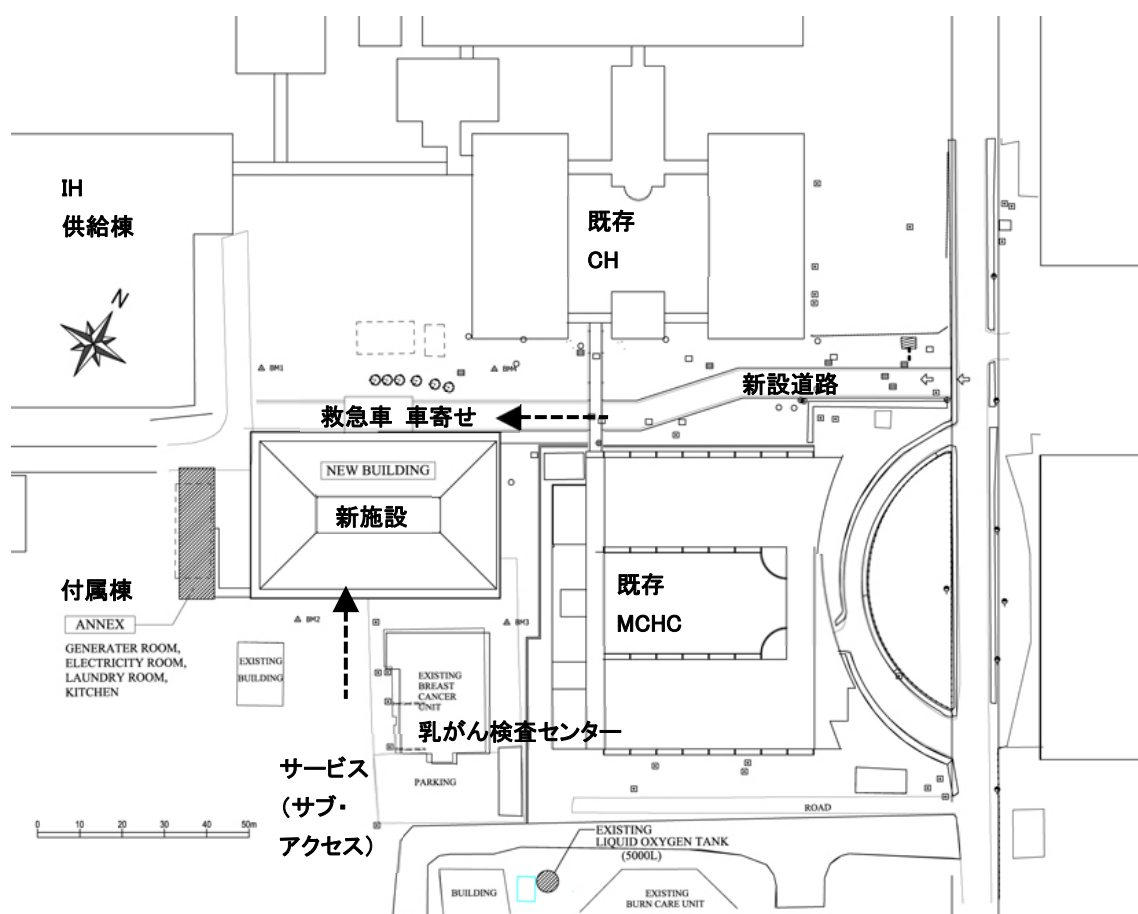 IH
供給棟
既存
CH
N
BM1
BM4
新設道路
救急車 車寄せ
NEW BUILDING
新施設
付属棟
ANNEX
GENERATER ROOM,
ELECTRICITY ROOM,
LAUNDRY ROOM,
KITCHEN
BM2
BM3
既存
MCHC
EXISTING
BUILDING
EXISTING
BREAST
CANCER
UNIT
乳がん検査センター
サービス
(サブ・
アクセス)
PARKING
ROAD
0 10 20 30 40 50m
EXISTING
LIQUID OXYGEN TANK
(5000L)
BUILDING
EXISTING
BURN CARE UNIT